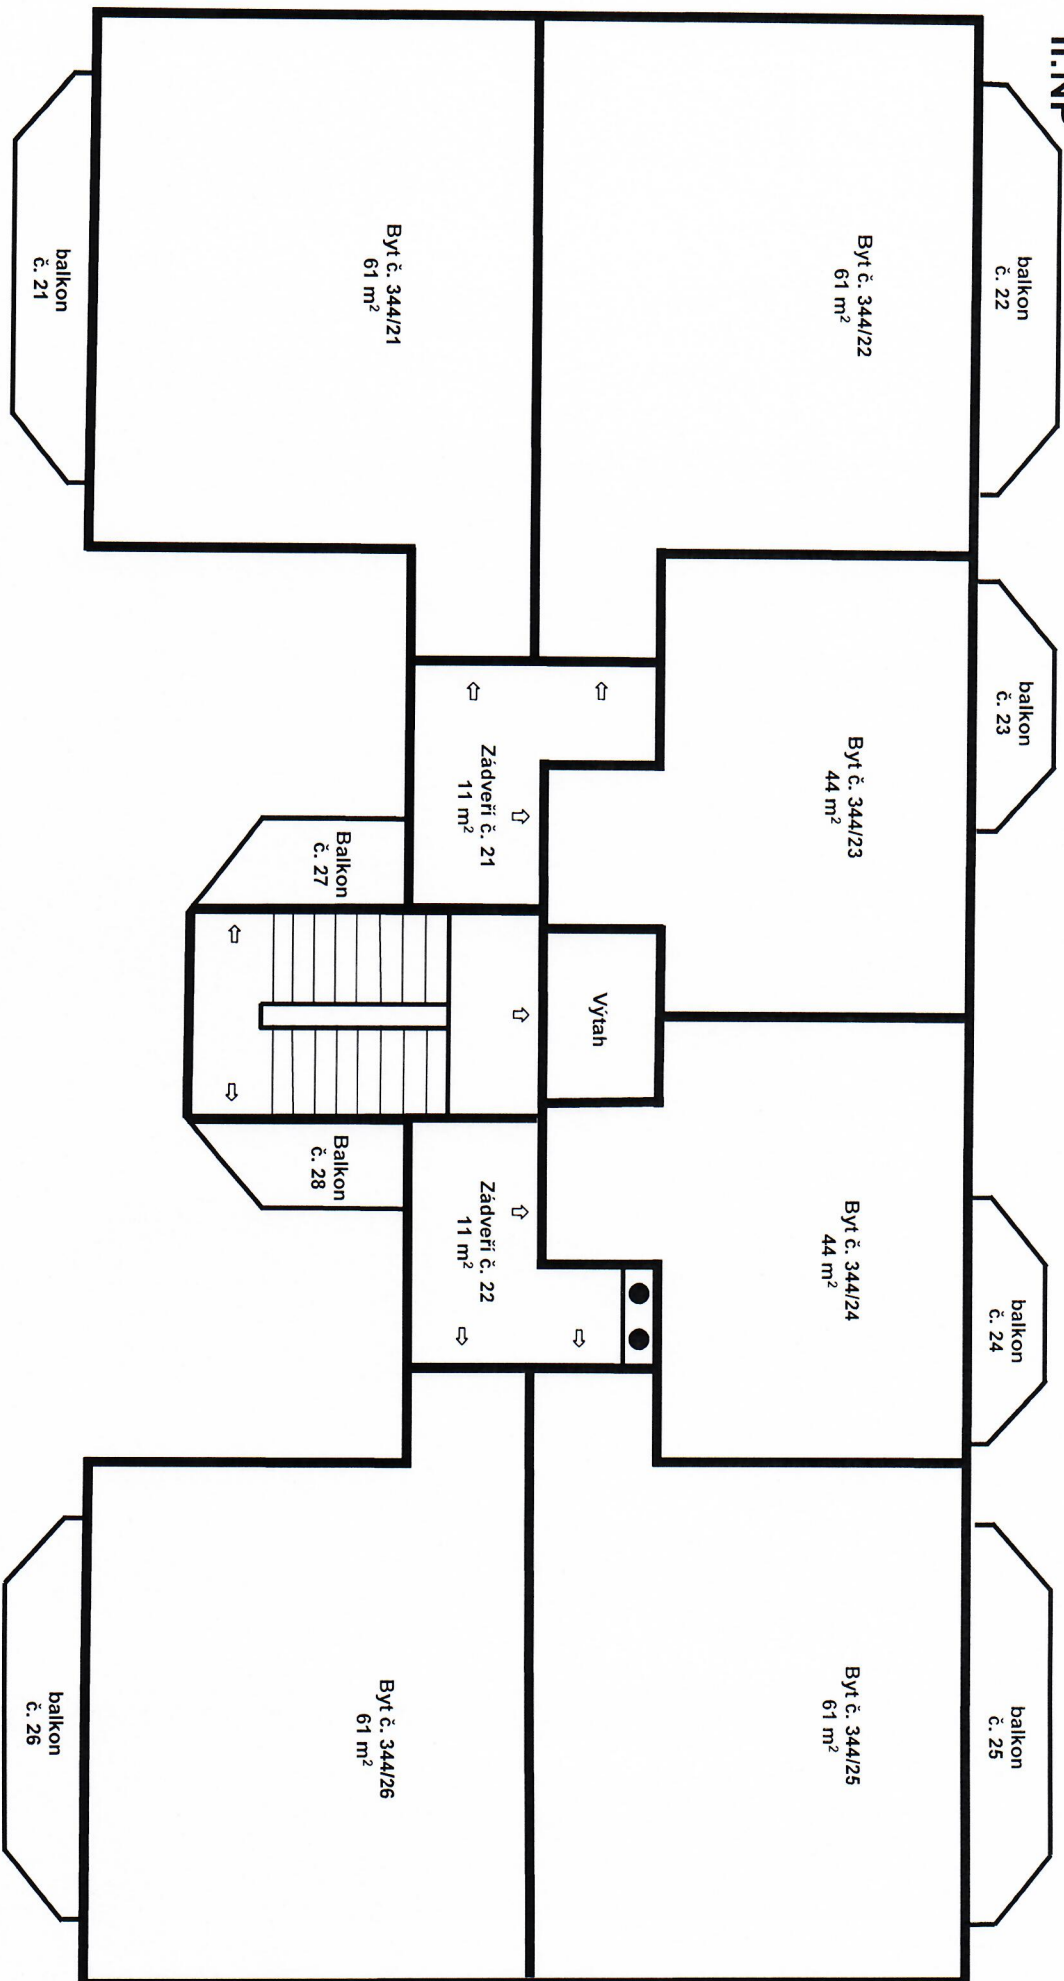 II.NP
balkon
č. 22
balkon
č. 23
balkon
č. 24
balkon
č. 25
Byt č. 344/22
61 m²
Byt č. 344/23
44 m²
Byt č. 344/24
44 m²
Byt č. 344/25
61 m²
Výtah
Byt č. 344/21
61 m²
Zádveří č. 21
11 m²
Zádveří č. 22
11 m²
Byt č. 344/26
61 m²
Balkon
č. 27
Balkon
č. 28
balkon
č. 21
balkon
č. 26